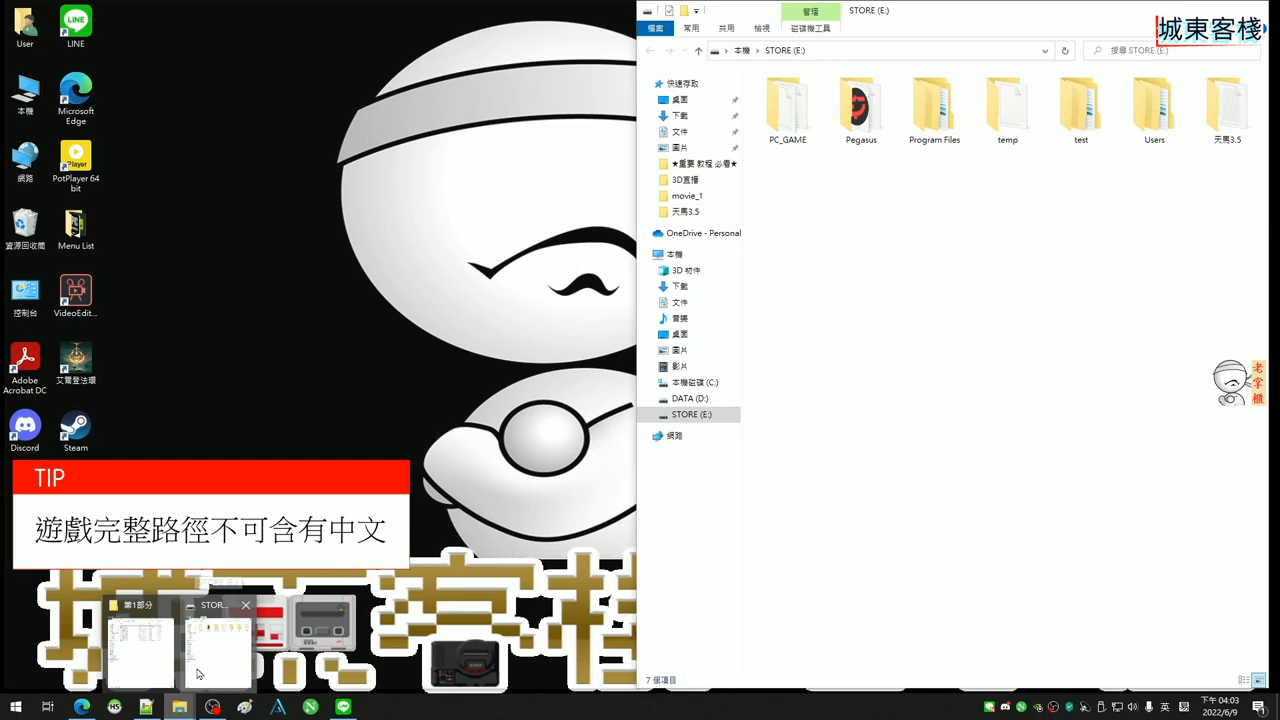 User
LINE
本機
Microsoft
Edge
網路
PotPlayer 64
bit
資源回收筒
Menu List
控制台
VideoEdit...
Adobe
Acrobat DC
艾爾登法環
Discord
Steam
TIP
遊戲完整路徑不可含有中文
STORE (E:)
第1部分
STOR...
管理
STORE (E:)
檔案
常用
共用
檢視
磁碟機工具
城東客棧
本機
STORE (E:)
搜尋 STORE (E:)
快速存取
桌面
下載
文件
圖片
★重要 教程 必看★
3D直播
movie_1
天馬3.5
OneDrive - Personal
本機
3D 物件
下載
文件
音樂
桌面
圖片
影片
本機磁碟 (C:)
DATA (D:)
STORE (E:)
網路
PC_GAME
Pegasus
Program Files
temp
test
Users
天馬3.5
老掌櫃
7 個項目
英
下午 04:03
2022/6/9